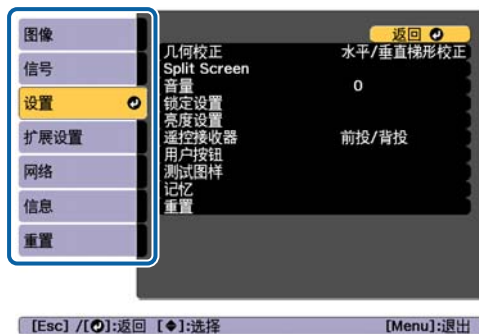 图像
信号
设置
扩展设置
网络
信息
重置
返回
几何校正 水平/垂直梯形校正
Split Screen
音量 0
锁定设置
亮度设置
遥控接收器 前投/背投
用户按钮
测试图样
记忆
重置
[Esc] /[]:返回 [◆]:选择 [Menu]:退出